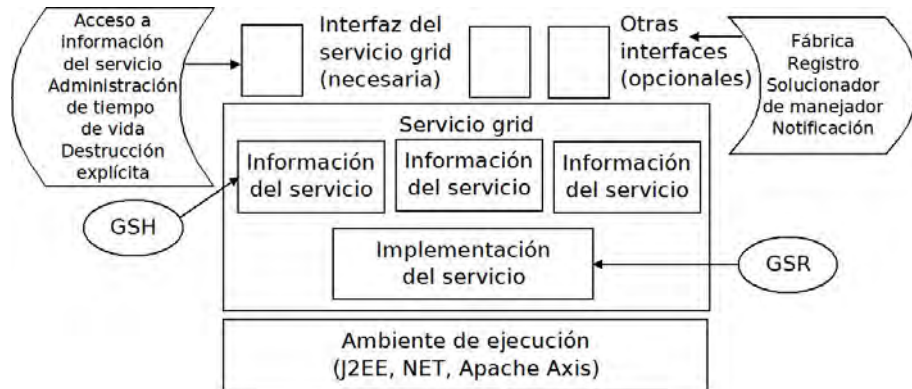 Acceso a
información
del servicio
Administración
de tiempo
de vida
Destrucción
explícita
Interfaz del
servicio grid
(necesaria)
Otras
interfaces
(opcionales)
Fábrica
Registro
Solucionador
de manejador
Notificación
Servicio grid
Información
del servicio
Información
del servicio
Información
del servicio
GSH
Implementación
del servicio
GSR
Ambiente de ejecución
(J2EE, NET, Apache Axis)